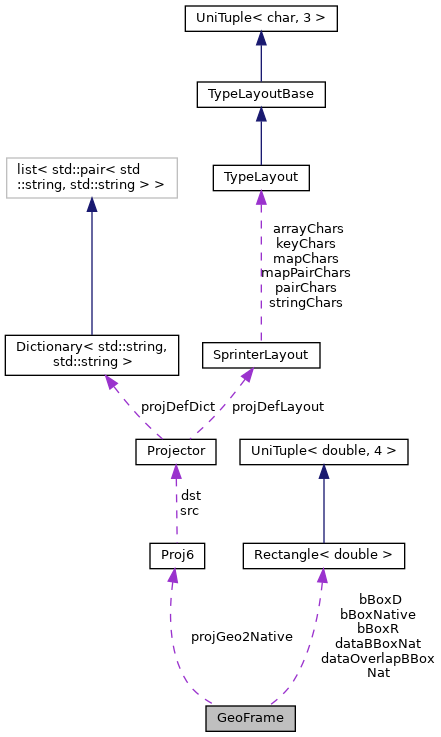 UniTuple< char, 3 >
TypeLayoutBase
list< std::pair< std
::string, std::string > >
TypeLayout
arrayChars
keyChars
mapChars
mapPairChars
pairChars
stringChars
Dictionary< std::string,
std::string >
SprinterLayout
projDefDict
projDefLayout
Projector
UniTuple< double, 4 >
dst
src
Proj6
Rectangle< double >
projGeo2Native
bBoxD
bBoxNative
bBoxR
dataBBoxNat
dataOverlapBBox
Nat
GeoFrame